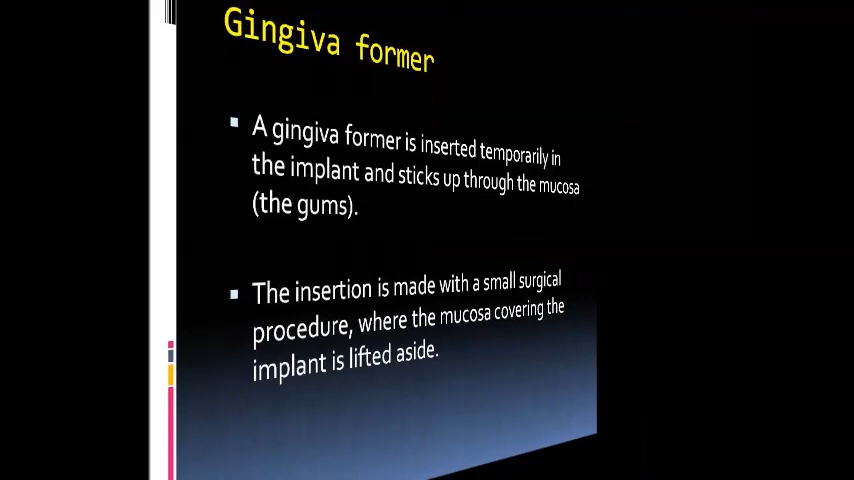 Gingiva former
A gingiva former is inserted temporarily in
the implant and sticks up through the mucosa
(the gums).
The insertion is made with a small surgical
procedure, where the mucosa covering the
implant is lifted aside.